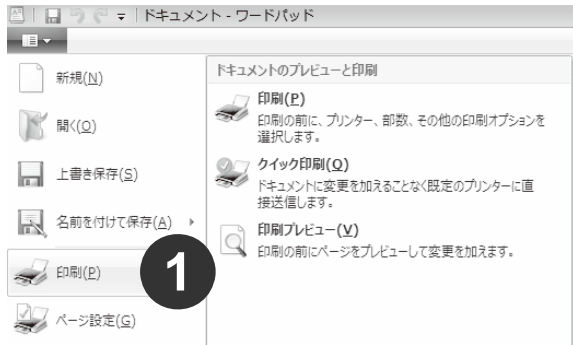 ドキュメント - ワードパッド
新規(N)
開く(O)
上書き保存(S)
名前を付けて保存(A)
印刷(P)
ページ設定(G)
1
ドキュメントのプレビューと印刷
印刷(P)
印刷の前に、プリンター、部数、その他の印刷オプションを
選択します。
クイック印刷(Q)
ドキュメントに変更を加えることなく既定のプリンターに直
接送信します。
印刷プレビュー(V)
印刷の前にページをプレビューして変更を加えます。